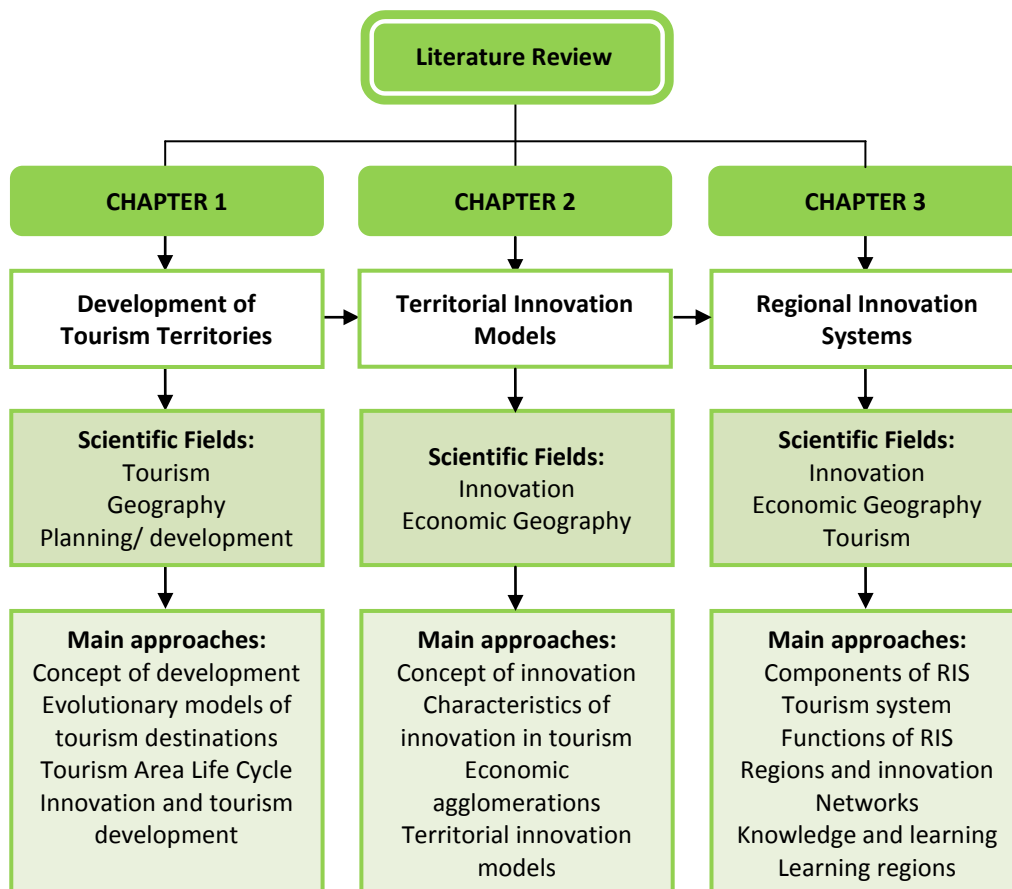 Literature Review
CHAPTER 1
CHAPTER 2
CHAPTER 3
Development of
Tourism Territories
Territorial Innovation
Models
Regional Innovation
Systems
Scientific Fields:
Tourism
Geography
Planning/ development
Scientific Fields:
Innovation
Economic Geography
Scientific Fields:
Innovation
Economic Geography
Tourism
Main approaches:
Concept of development
Evolutionary models of
tourism destinations
Tourism Area Life Cycle
Innovation and tourism
development
Main approaches:
Concept of innovation
Characteristics of
innovation in tourism
Economic
agglomerations
Territorial innovation
models
Main approaches:
Components of RIS
Tourism system
Functions of RIS
Regions and innovation
Networks
Knowledge and learning
Learning regions